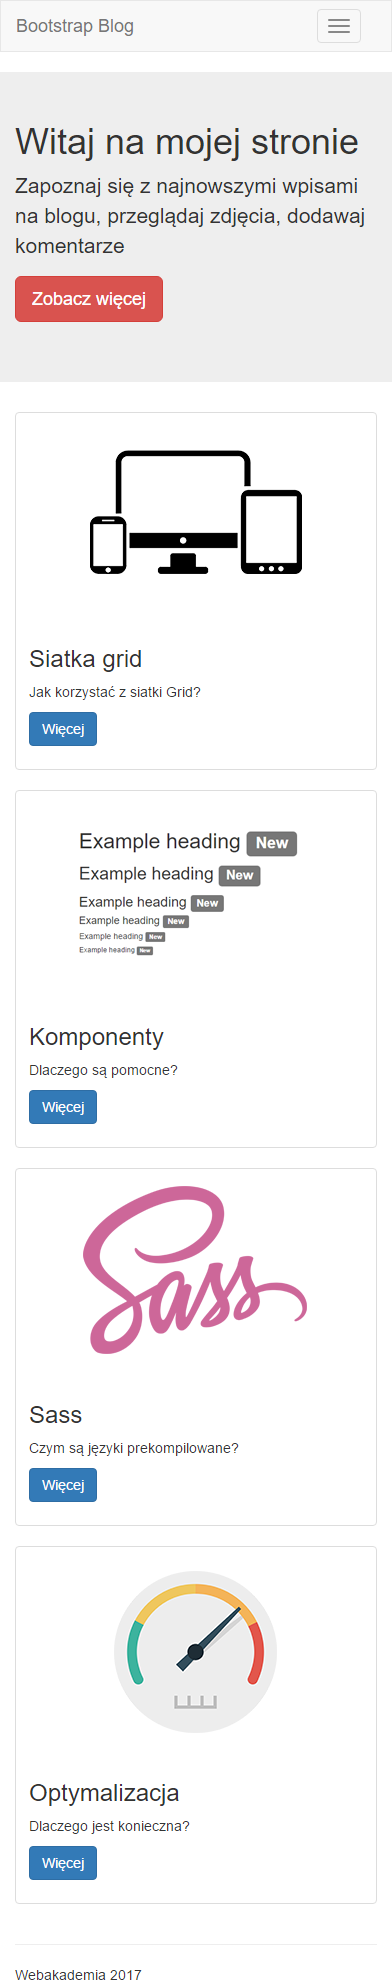 Bootstrap Blog
Witaj na mojej stronie
Zapoznaj się z najnowszymi wpisami
na blogu, przeglądaj zdjęcia, dodawaj
komentarze
Zobacz więcej
Siatka grid
Jak korzystać z siatki Grid?
Więcej
Example heading New
Example heading New
Example heading New
Example heading New
Example heading New
Example heading New
Komponenty
Dlaczego są pomocne?
Więcej
Sass
Sass
Czym są języki prekompilowane?
Więcej
Optymalizacja
Dlaczego jest konieczna?
Więcej
Webakademia 2017